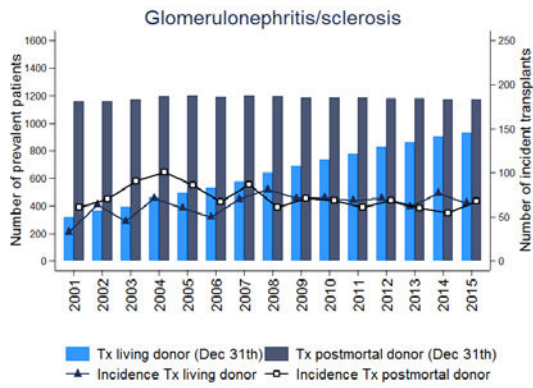 Glomerulonephritis/sclerosis
Number of prevalent patients
1600
1400
1200
1000
800
600
400
200
0
250
200
150
100
50
0
Number of incident transplants
2001 2002 2003 2004 2005 2006 2007 2008 2009 2010 2011 2012 2013 2014 2015
Tx living donor (Dec 31th) Tx postmortal donor (Dec 31th)
Incidence Tx living donor Incidence Tx postmortal donor